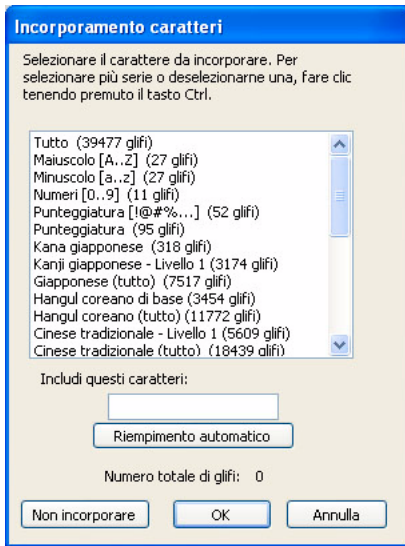 Incorporamento caratteri
Selezionare il carattere da incorporare. Per
selezionare più serie o deselezionarne una, fare clic
tenendo premuto il tasto Ctrl.
Tutto (39477 glifi)
Maiuscolo [A..Z] (27 glifi)
Minuscolo [a..z] (27 glifi)
Numeri [0..9] (11 glifi)
Punteggiatura [!@#%...] (52 glifi)
Punteggiatura (95 glifi)
Kana giapponese (318 glifi)
Kanji giapponese - Livello 1 (3174 glifi)
Giapponese (tutto) (7517 glifi)
Hangul coreano di base (3454 glifi)
Hangul coreano (tutto) (11772 glifi)
Cinese tradizionale - Livello 1 (5609 glifi)
Cinese tradizionale (tutto) (18439 glifi)
Includi questi caratteri:
Riempimento automatico
Numero totale di glifi: 0
Non incorporare OK Annulla